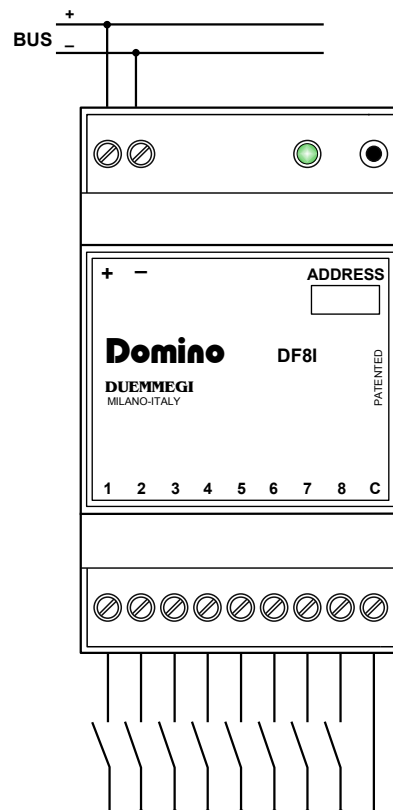 +
BUS –
+ –
ADDRESS
Domino DF8I
DUEMMEGI
MILANO-ITALY
PATENTED
1 2 3 4 5 6 7 8 C